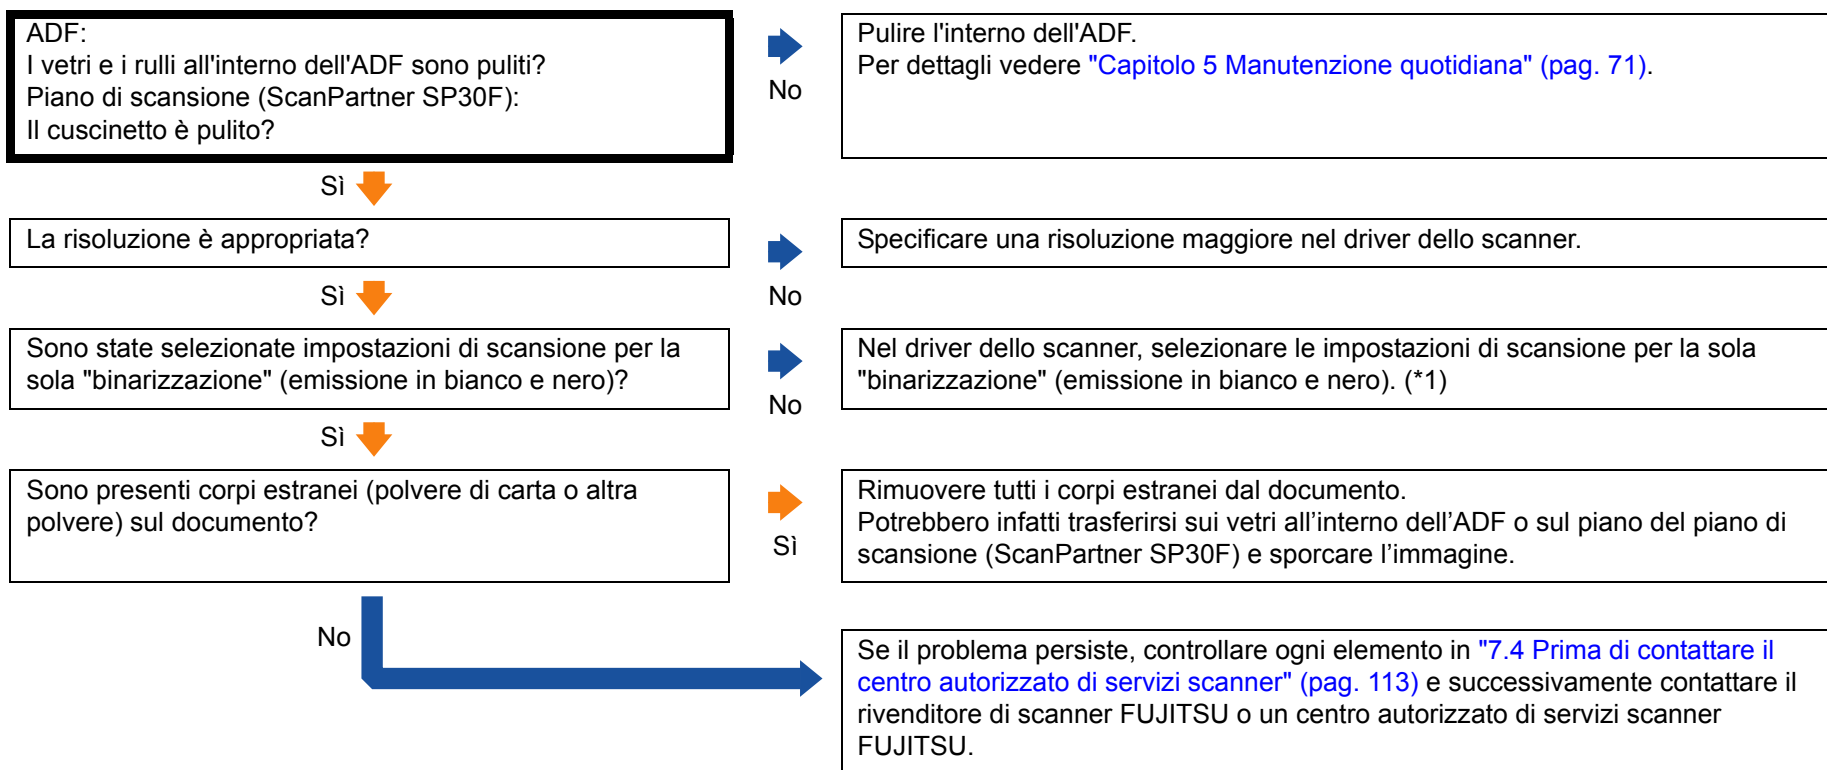 ADF:
I vetri e i rulli all'interno dell'ADF sono puliti?
Piano di scansione (ScanPartner SP30F):
Il cuscinetto è pulito?
No
Pulire l'interno dell'ADF.
Per dettagli vedere "Capitolo 5 Manutenzione quotidiana" (pag. 71).
Sì
La risoluzione è appropriata?
No
Specificare una risoluzione maggiore nel driver dello scanner.
Sì
Sono state selezionate impostazioni di scansione per la
sola "binarizzazione" (emissione in bianco e nero)?
No
Nel driver dello scanner, selezionare le impostazioni di scansione per la sola
"binarizzazione" (emissione in bianco e nero). (*1)
Sì
Sono presenti corpi estranei (polvere di carta o altra
polvere) sul documento?
Sì
Rimuovere tutti i corpi estranei dal documento.
Potrebbero infatti trasferirsi sui vetri all’interno dell’ADF o sul piano del piano di
scansione (ScanPartner SP30F) e sporcare l’immagine.
No
Se il problema persiste, controllare ogni elemento in "7.4 Prima di contattare il
centro autorizzato di servizi scanner" (pag. 113) e successivamente contattare il
rivenditore di scanner FUJITSU o un centro autorizzato di servizi scanner
FUJITSU.